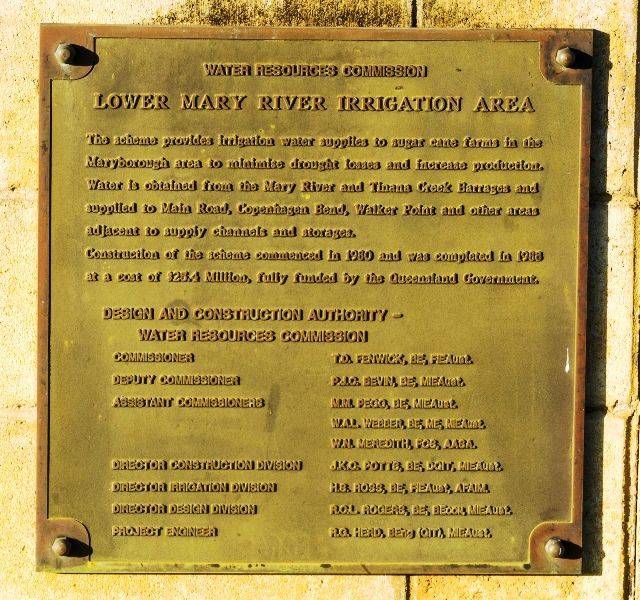 WATER RESOURCES COMMISSION
LOWER MARY RIVER IRRIGATION AREA
The scheme provides irrigation water supplies to sugar cane farms in the
Maryborough area to minimise drought losses and increase production.
Water is obtained from the Mary River and Tinana Creek Barrages and
supplied to Main Road, Copenhagen Bend, Walker Point and other areas
adjacent to supply channels and storages.
Construction of the scheme commenced in 1980 and was completed in 1988
at a cost of $25.4 Million, fully funded by the Queensland Government.
DESIGN AND CONSTRUCTION AUTHORITY –
WATER RESOURCES COMMISSION
COMMISSIONER T.D. FENWICK, BE, FIEAust.
DEPUTY COMMISSIONER P.J.C. BEVIN, BE, MIEAust.
ASSISTANT COMMISSIONERS M.M. PEGG, BE, MIEAust.
W.A.L. WEBBER, BE, ME, MIEAust.
W.N. MEREDITH, FCS, AASA.
DIRECTOR CONSTRUCTION DIVISION J.K.C. POTTS, BE, DQIT, MIEAust.
DIRECTOR IRRIGATION DIVISION H.S. ROSS, BE, FIEAust, AFAIM.
DIRECTOR DESIGN DIVISION R.C.L. ROGERS, BE, BEcon, MIEAust.
PROJECT ENGINEER R.G. HERD, BEng (QIT), MIEAust.